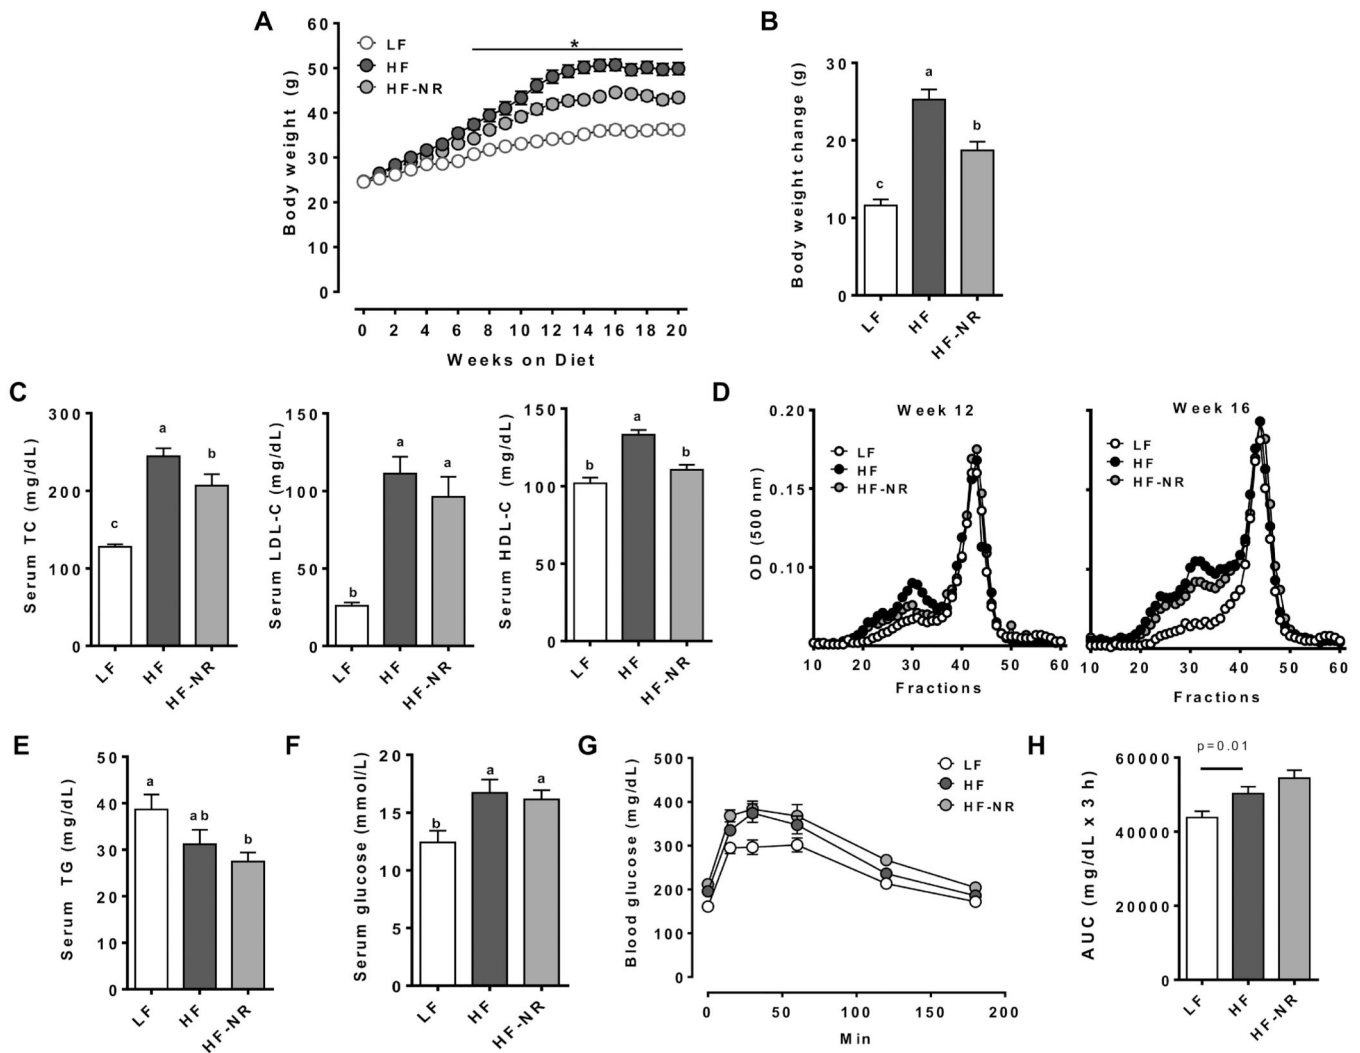 A
60
50
40
30
20
10
0
Body weight (g)
LF
HF
HF-NR
*
0 2 4 6 8 10 12 14 16 18 20
Weeks on Diet
B
30
20
10
0
Body weight change (g)
c
a
b
LF
HF
HF-NR
C
300
200
100
0
Serum TC (mg/dL)
c
a
b
LF
HF
HF-NR
150
100
50
0
Serum LDL-C (mg/dL)
b
a
a
LF
HF
HF-NR
150
100
50
0
Serum HDL-C (mg/dL)
b
a
b
LF
HF
HF-NR
D
Week 12
0.20
0.15
0.10
OD (500 nm)
LF
HF
HF-NR
10 20 30 40 50 60
Fractions
Week 16
LF
HF
HF-NR
10 20 30 40 50 60
Fractions
E
50
40
30
20
10
0
Serum TG (mg/dL)
a
ab
b
LF
HF
HF-NR
F
20
15
10
5
0
Serum glucose (mmol/L)
b
a
a
LF
HF
HF-NR
G
500
400
300
200
100
0
Blood glucose (mg/dL)
LF
HF
HF-NR
0 50 100 150 200
Min
H
p=0.01
60000
40000
20000
0
AUC (mg/dL x 3 h)
LF
HF
HF-NR